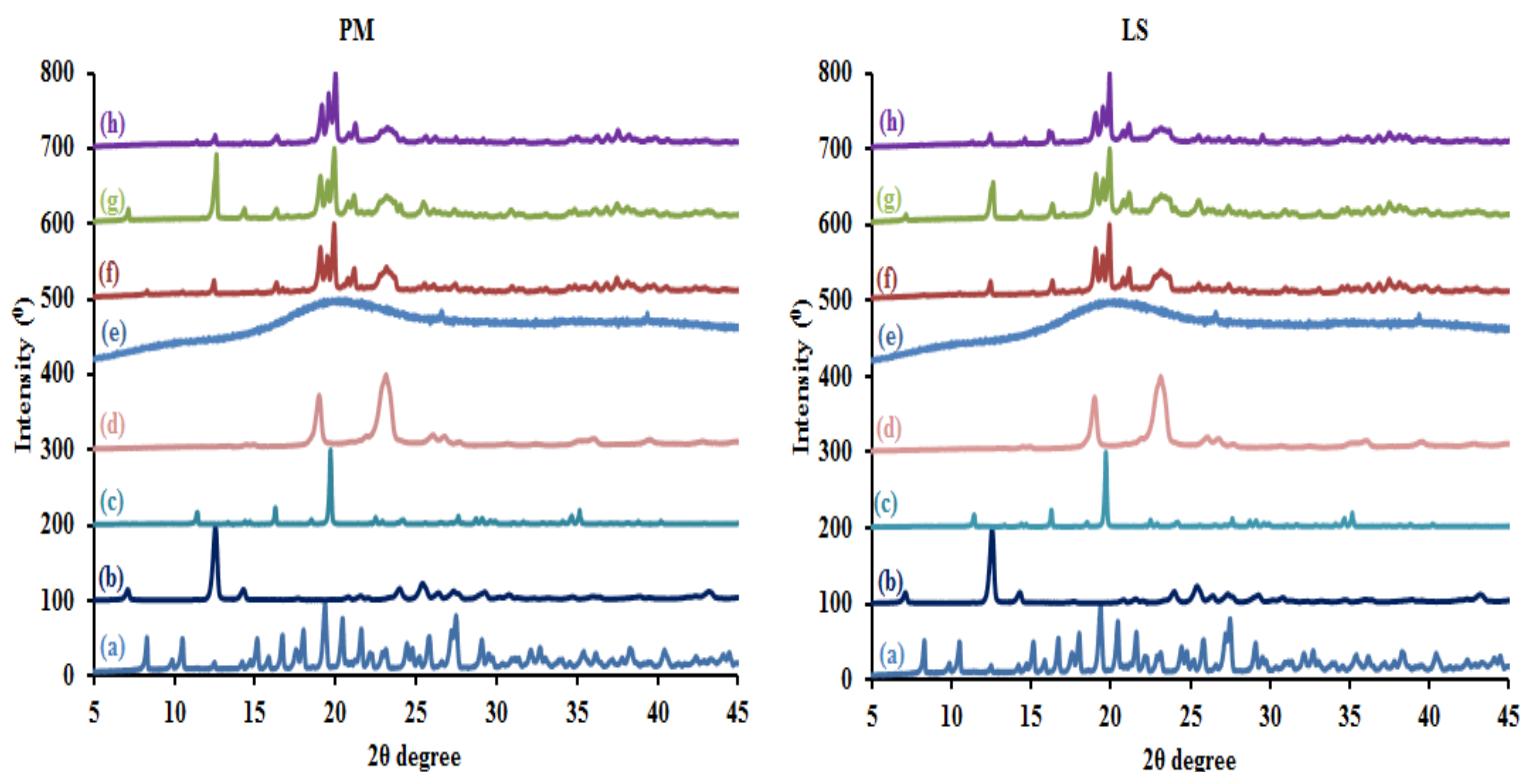 PM
800
700
600
500
400
300
200
100
0
Intensity (⁰)
(h)
(g)
(f)
(e)
(d)
(c)
(b)
(a)
5 10 15 20 25 30 35 40 45
2θ degree
LS
800
700
600
500
400
300
200
100
0
Intensity (⁰)
(h)
(g)
(f)
(e)
(d)
(c)
(b)
(a)
5 10 15 20 25 30 35 40 45
2θ degree